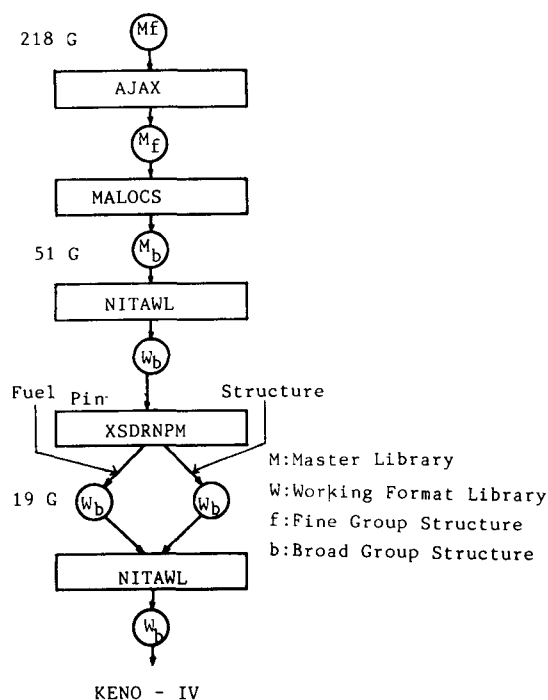 218 G
Mf
AJAX
Mf
MALOCS
51 G
Mb
NITAWL
Wb
Fuel Pin
Structure
XSDRNPM
M:Master Library
W:Working Format Library
f:Fine Group Structure
b:Broad Group Structure
19 G
Wb
Wb
NITAWL
Wb
KENO - IV